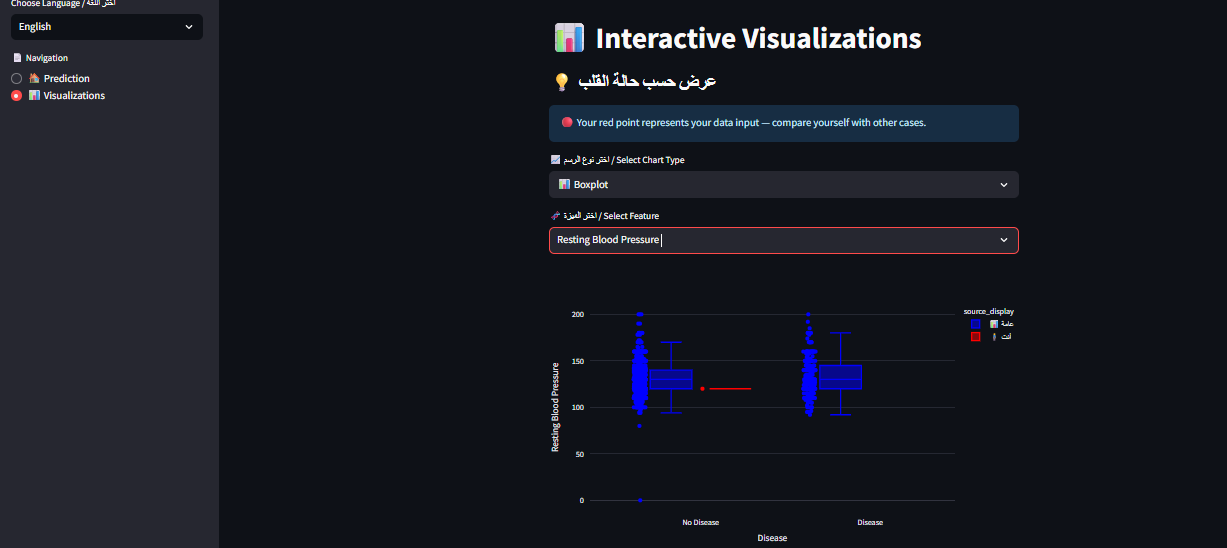 Choose Language / اختر اللغة
English
Navigation
Prediction
Visualizations
Interactive Visualizations
عرض حسب حالة القلب
Your red point represents your data input — compare yourself with other cases.
اختر نوع الرسم / Select Chart Type
Boxplot
اختر الميزة / Select Feature
Resting Blood Pressure
source_display
عامة
أنت
Resting Blood Pressure
200
150
100
50
0
No Disease
Disease
Disease